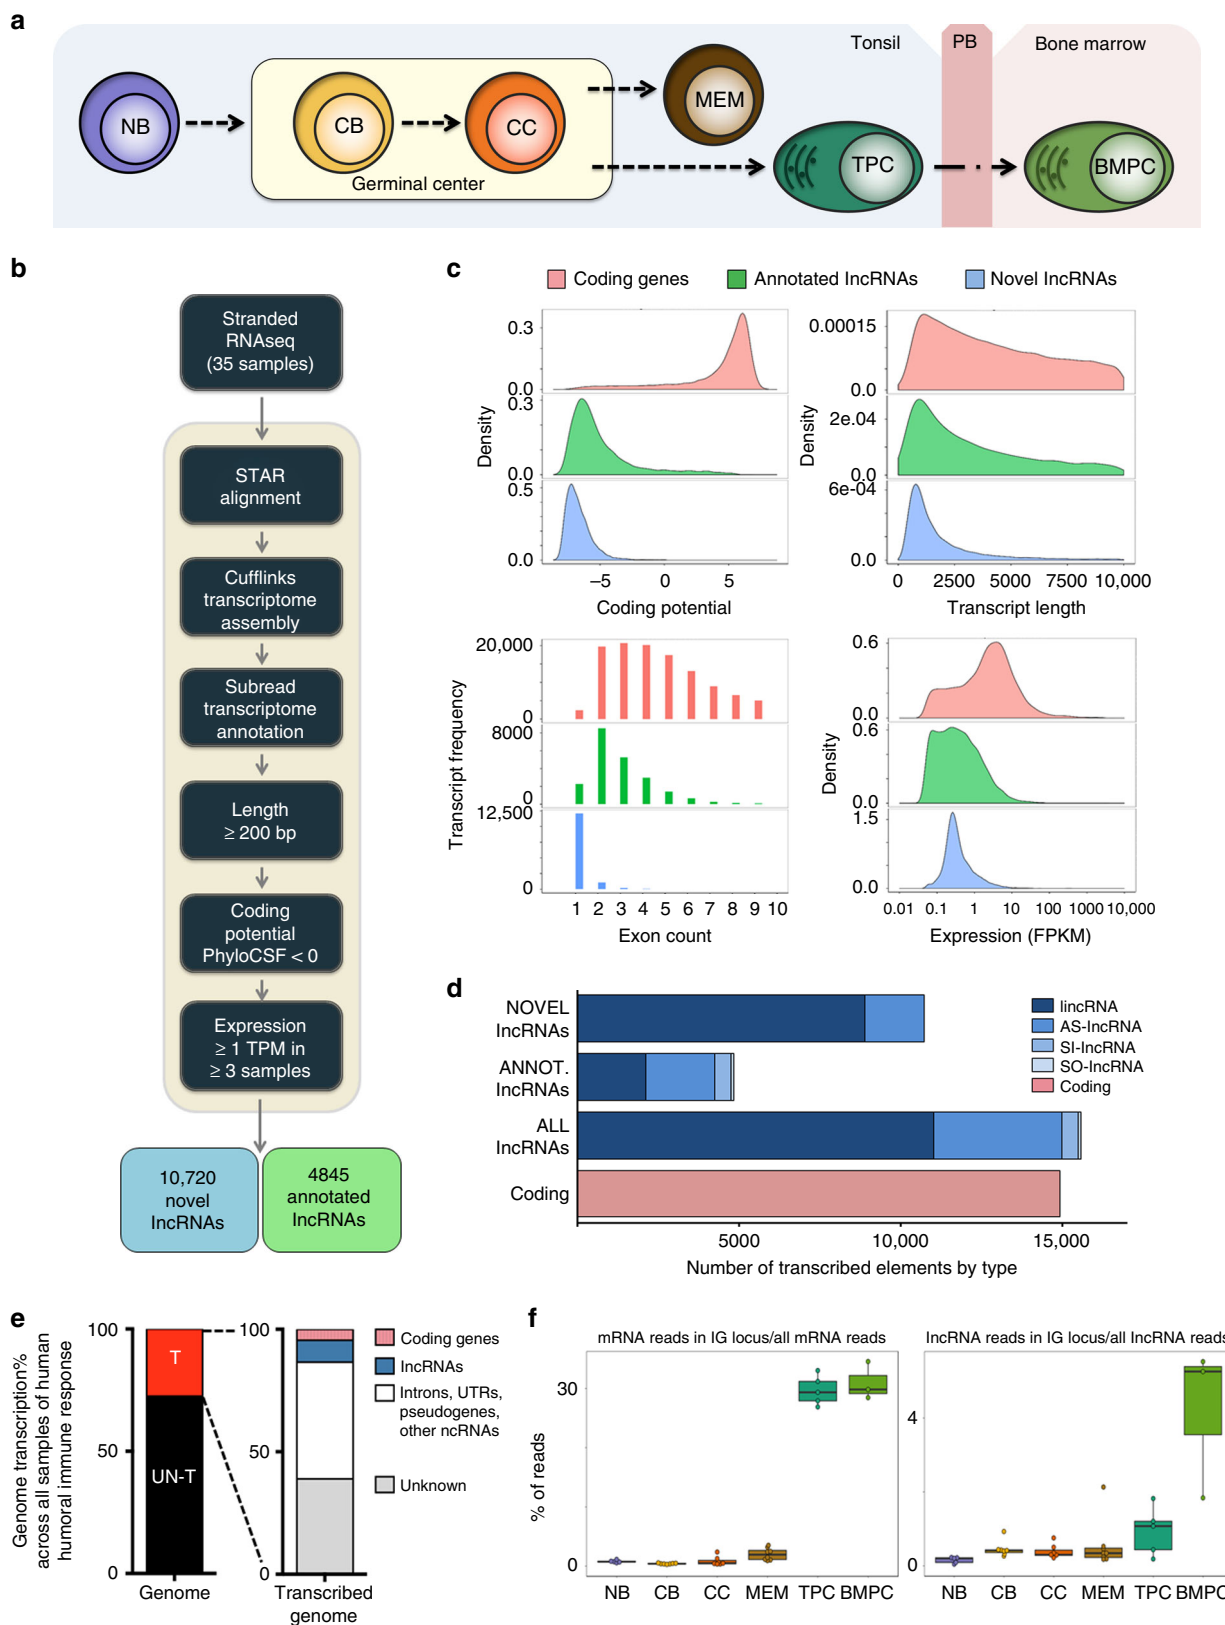 a
Tonsil
PB
Bone marrow
NB
CB
CC
MEM
TPC
BMPC
Germinal center
b
Stranded
RNAseq
(35 samples)
STAR
alignment
Cufflinks
transcriptome
assembly
Subread
transcriptome
annotation
Length
≥ 200 bp
Coding
potential
PhyloCSF < 0
Expression
≥ 1 TPM in
≥ 3 samples
10,720
novel
lncRNAs
4845
annotated
lncRNAs
c
Coding genes
Annotated lncRNAs
Novel lncRNAs
Density
0.3
0.0
0.3
0.0
0.5
0.0
–5 0 5
Coding potential
Density
0.00015
0.0
2e.04
0.0
6e-04
0.0
0 2500 5000 7500 10,000
Transcript length
Transcript frequency
20,000
0
8000
0
12,500
0
1 2 3 4 5 6 7 8 9 10
Exon count
Density
0.6
0.0
0.6
0.0
1.5
0.0
0.01 0.1 1 10 100 1000 10,000
Expression (FPKM)
d
NOVEL
lncRNAs
ANNOT.
lncRNAs
ALL
lncRNAs
Coding
lincRNA
AS-lncRNA
SI-lncRNA
SO-lncRNA
Coding
5000 10,000 15,000
Number of transcribed elements by type
e
Genome transcription%
across all samples of human
humoral immune response
100
50
0
T
UN-T
Genome
100
50
0
Transcribed
genome
Coding genes
lncRNAs
Introns, UTRs,
pseudogenes,
other ncRNAs
Unknown
f
mRNA reads in IG locus/all mRNA reads
% of reads
30
0
NB CB CC MEM TPC BMPC
lncRNA reads in IG locus/all lncRNA reads
4
0
NB CB CC MEM TPC BMPC